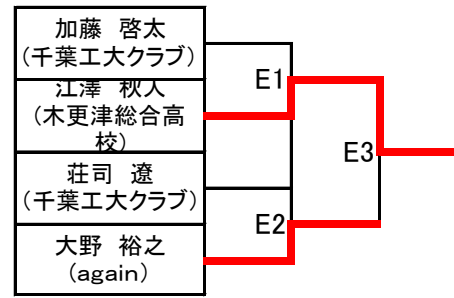 加藤 啓太
(千葉工大クラブ)
江澤 秋人
(木更津総合高
校)
荘司 遼
(千葉工大クラブ)
大野 裕之
(again)
E1
E3
E2